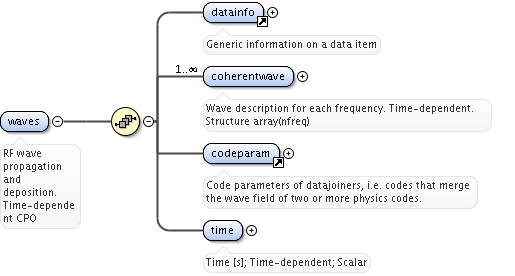 datainfo
Generic information on a data item
1..∞
coherentwave
Wave description for each frequency. Time-dependent.
Structure array(nfreq)
waves
RF wave
propagation
and
deposition.
Time-depende
nt CPO
codeparam
Code parameters of datajoiners, i.e. codes that merge
the wave field of two or more physics codes.
time
Time [s]; Time-dependent; Scalar